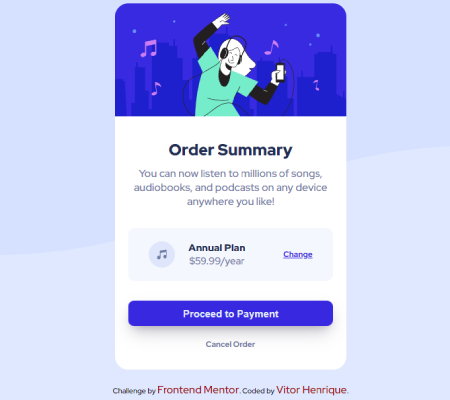 Order Summary
You can now listen to millions of songs,
audiobooks, and podcasts on any device
anywhere you like!
Annual Plan
$59.99/year
Change
Proceed to Payment
Cancel Order
Challenge by Frontend Mentor. Coded by Vitor Henrique.